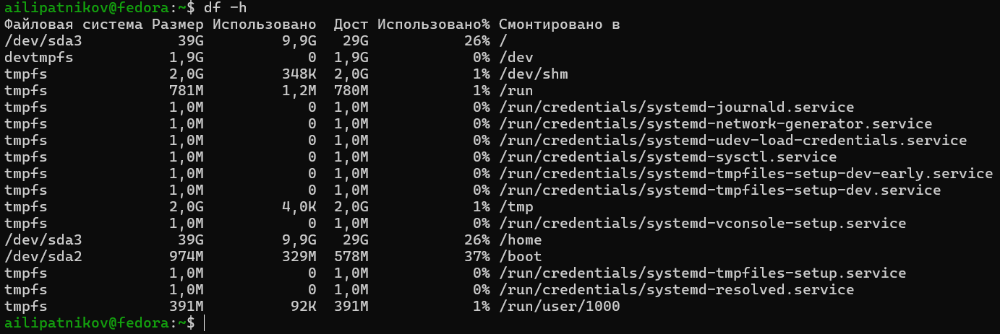 ailipatnikov@fedora:~$ df -h
Файловая система Размер Использовано  Дост Использовано% Смонтировано в
/dev/sda3           39G         9,9G   29G           26% /
devtmpfs           1,9G            0  1,9G            0% /dev
tmpfs              2,0G         348K  2,0G            1% /dev/shm
tmpfs              781M         1,2M  780M            1% /run
tmpfs              1,0M            0  1,0M            0% /run/credentials/systemd-journald.service
tmpfs              1,0M            0  1,0M            0% /run/credentials/systemd-network-generator.service
tmpfs              1,0M            0  1,0M            0% /run/credentials/systemd-udev-load-credentials.service
tmpfs              1,0M            0  1,0M            0% /run/credentials/systemd-sysctl.service
tmpfs              1,0M            0  1,0M            0% /run/credentials/systemd-tmpfiles-setup-dev-early.service
tmpfs              1,0M            0  1,0M            0% /run/credentials/systemd-tmpfiles-setup-dev.service
tmpfs              2,0G         4,0K  2,0G            1% /tmp
tmpfs              1,0M            0  1,0M            0% /run/credentials/systemd-vconsole-setup.service
/dev/sda3           39G         9,9G   29G           26% /home
/dev/sda2          974M         329M  578M           37% /boot
tmpfs              1,0M            0  1,0M            0% /run/credentials/systemd-tmpfiles-setup.service
tmpfs              1,0M            0  1,0M            0% /run/credentials/systemd-resolved.service
tmpfs              391M          92K  391M            1% /run/user/1000
ailipatnikov@fedora:~$